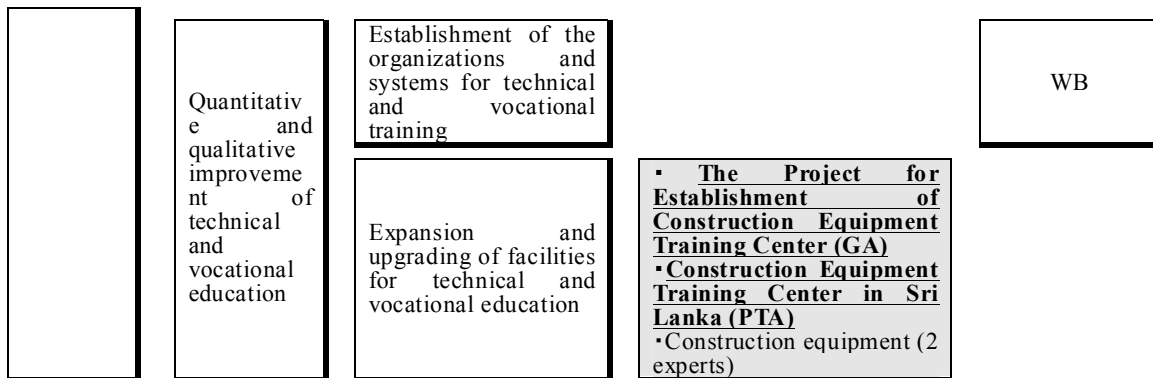 Quantitativ
e and
qualitative
improveme
nt of
technical
and
vocational
education
Establishment of the
organizations and
systems for technical
and vocational
training
Expansion and
upgrading of facilities
for technical and
vocational education
・ The Project for
Establishment of
Construction Equipment
Training Center (GA)
・Construction Equipment
Training Center in Sri
Lanka (PTA)
・Construction equipment (2
experts)
WB